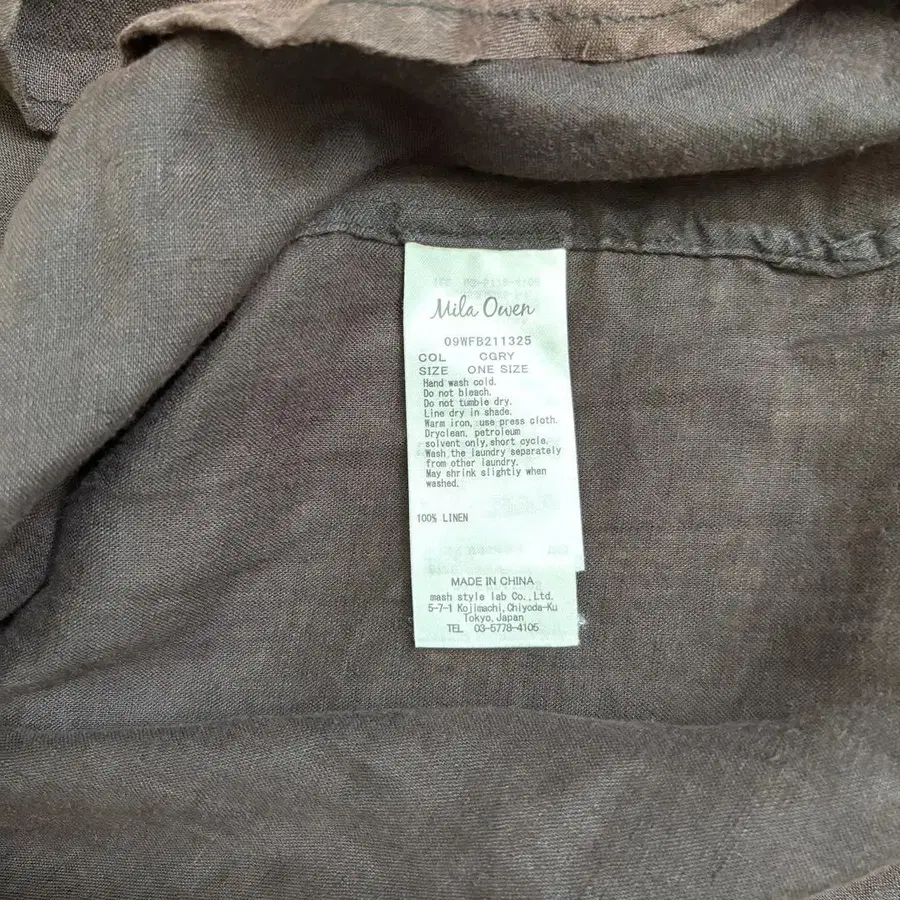 Mila Owen
09WFB211325
COL CGRY
SIZE ONE SIZE
Hand wash cold.
Do not bleach.
Do not tumble dry.
Line dry in shade.
Warm iron, use press cloth.
Dryclean, petroleum
solvent only,short cycle.
Wash the laundry separately
from other laundry.
May shrink slightly when
washed.
100% LINEN
MADE IN CHINA
mash style lab Co.,Ltd.
5-7-1 Kojimachi,Chiyoda-Ku
Tokyo,Japan
TEL 03-5778-4105